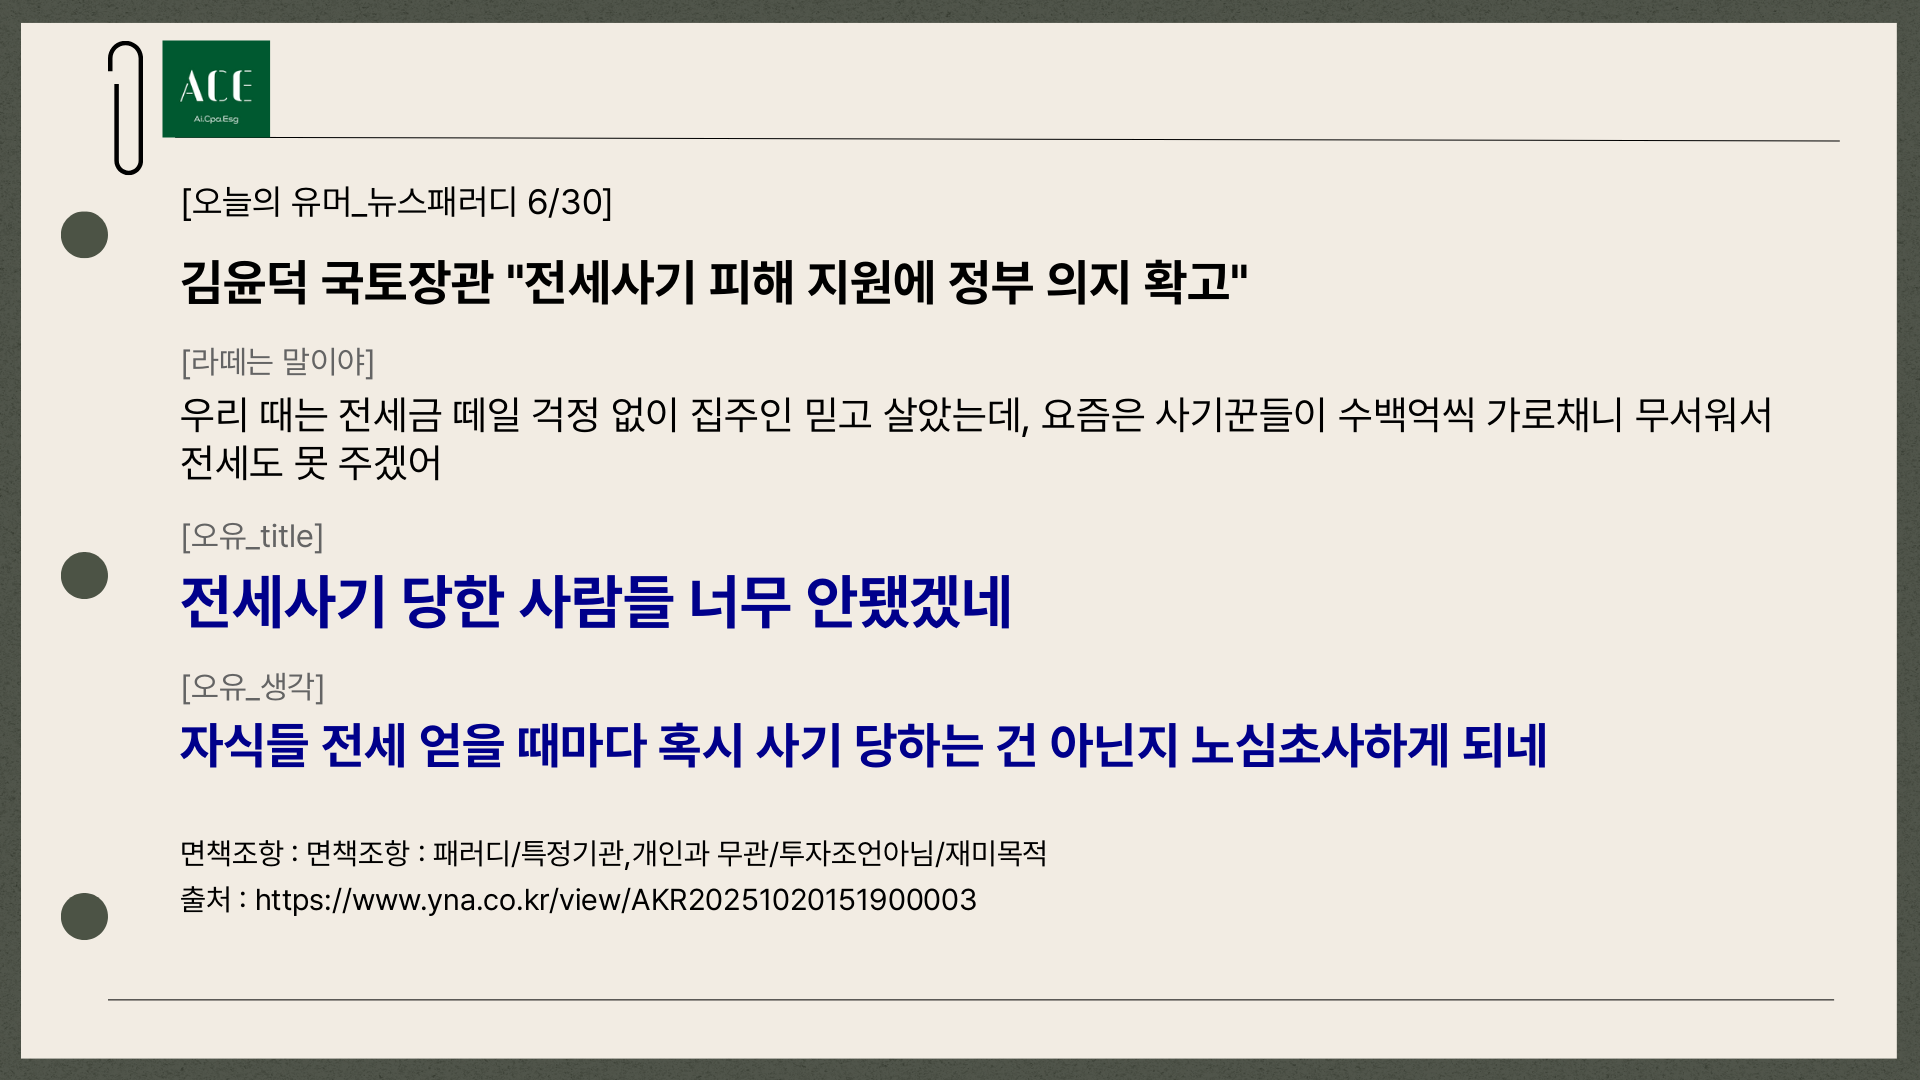 ACE
Ai.Cpa.Esg
[오늘의 유머_뉴스패러디 6/30]
김윤덕 국토장관 "전세사기 피해 지원에 정부 의지 확고"
[라떼는 말이야]
우리 때는 전세금 떼일 걱정 없이 집주인 믿고 살았는데, 요즘은 사기꾼들이 수백억씩 가로채니 무서워서
전세도 못 주겠어
[오유_title]
전세사기 당한 사람들 너무 안됐겠네
[오유_생각]
자식들 전세 얻을 때마다 혹시 사기 당하는 건 아닌지 노심초사하게 되네
면책조항 : 면책조항 : 패러디/특정기관,개인과 무관/투자조언아님/재미목적
출처 : https://www.yna.co.kr/view/AKR20251020151900003